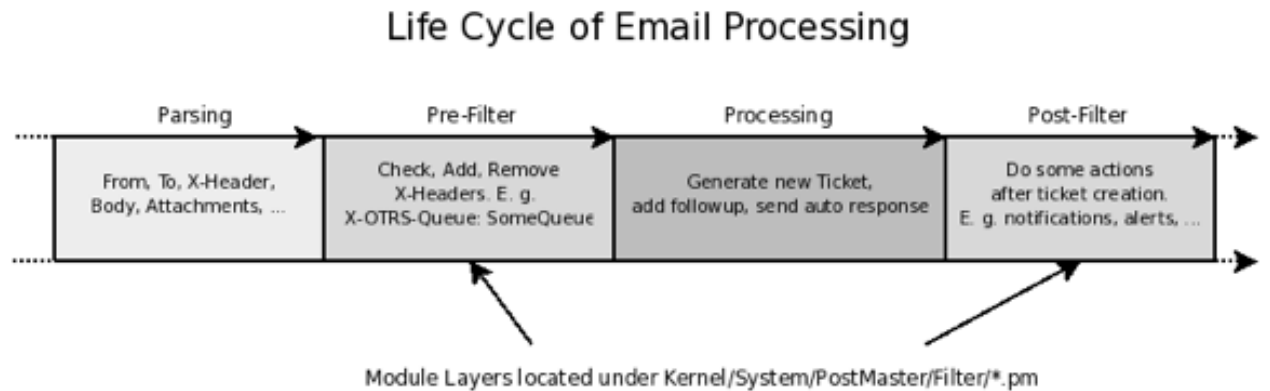 Life Cycle of Email Processing
Parsing
Pre-Filter
Processing
Post-Filter
From, To, X-Header,
Body, Attachments, ...
Check, Add, Remove
X-Headers. E. g.
X-OTRS-Queue: SomeQueue
Generate new Ticket,
add followup, send auto response
Do some actions
after ticket creation.
E. g. notifications, alerts, ...
Module Layers located under Kernel/System/PostMaster/Filter/*.pm